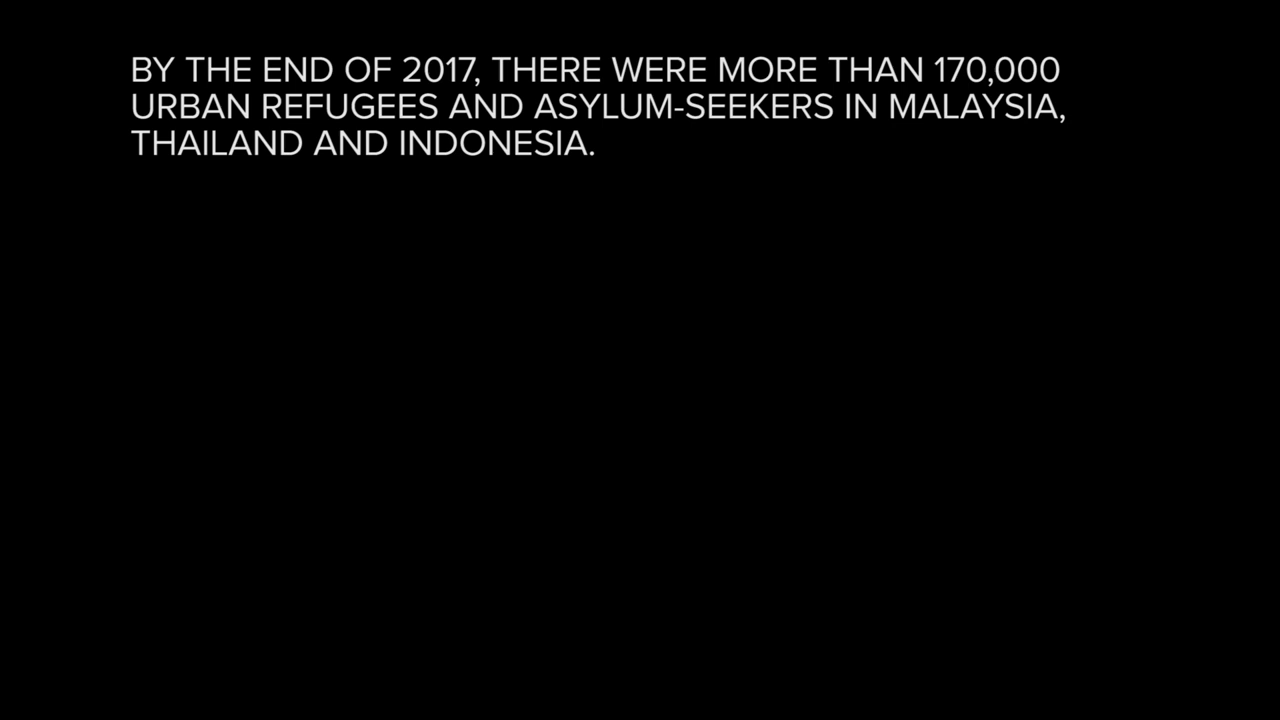 BY THE END OF 2017, THERE WERE MORE THAN 170,000
URBAN REFUGEES AND ASYLUM-SEEKERS IN MALAYSIA,
THAILAND AND INDONESIA.